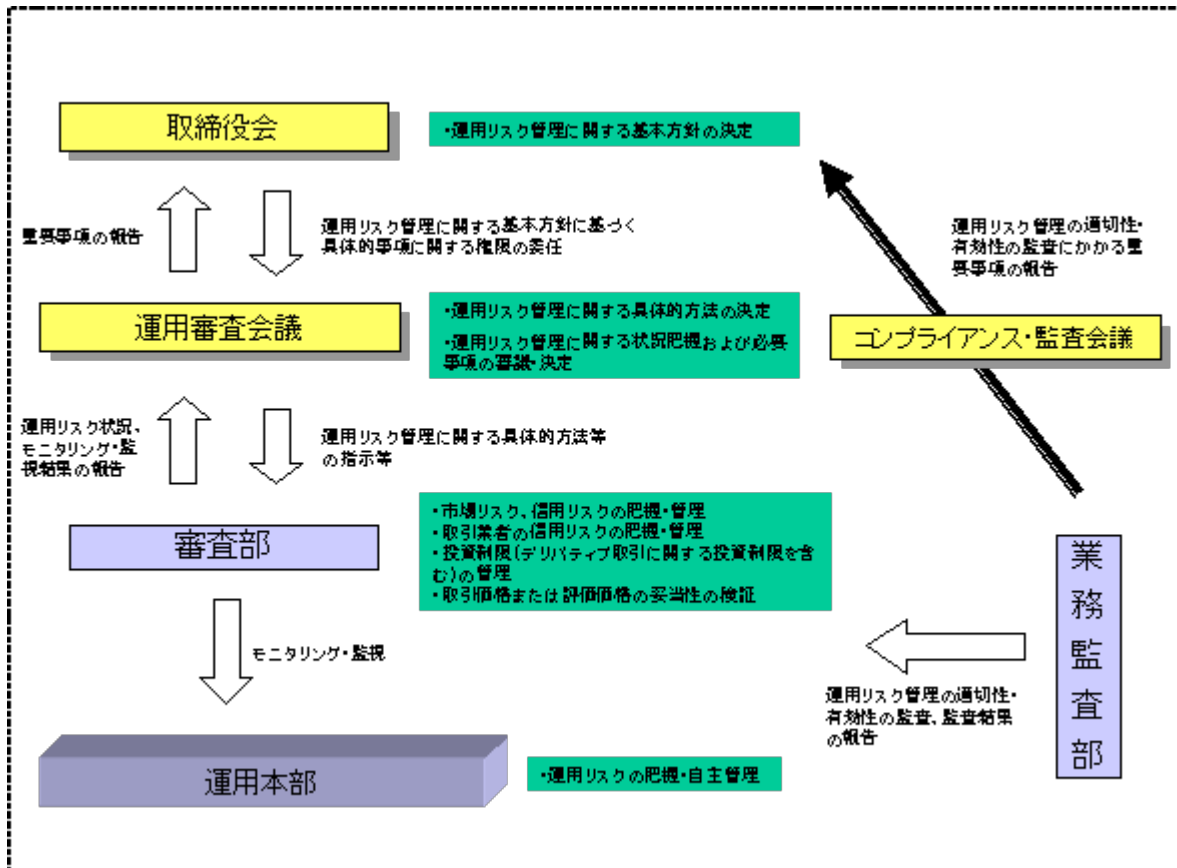 取締役会
・運用リスク管理に関する基本方針の決定
重要事項の報告
運用リスク管理に関する基本方針に基づく
具体的事項に関する権限の委任
運用リスク管理の適切性・
有効性の監査にかかる重
要事項の報告
運用審査会議
・運用リスク管理に関する具体的方法の決定
・運用リスク管理に関する状況把握および必要
事項の審議・決定
コンプライアンス・監査会議
運用リスク状況、
モニタリング・監
視結果の報告
運用リスク管理に関する具体的方法等
の指示等
審査部
・市場リスク、信用リスクの把握・管理
・取引業者の信用リスクの把握・管理
・投資制限(デリバティブ取引に関する投資制限を含
む)の管理
・取引価格または評価価格の妥当性の検証
業務監査部
モニタリング・監視
運用リスク管理の適切性・
有効性の監査、監査結果
の報告
運用本部
・運用リスクの把握・自主管理